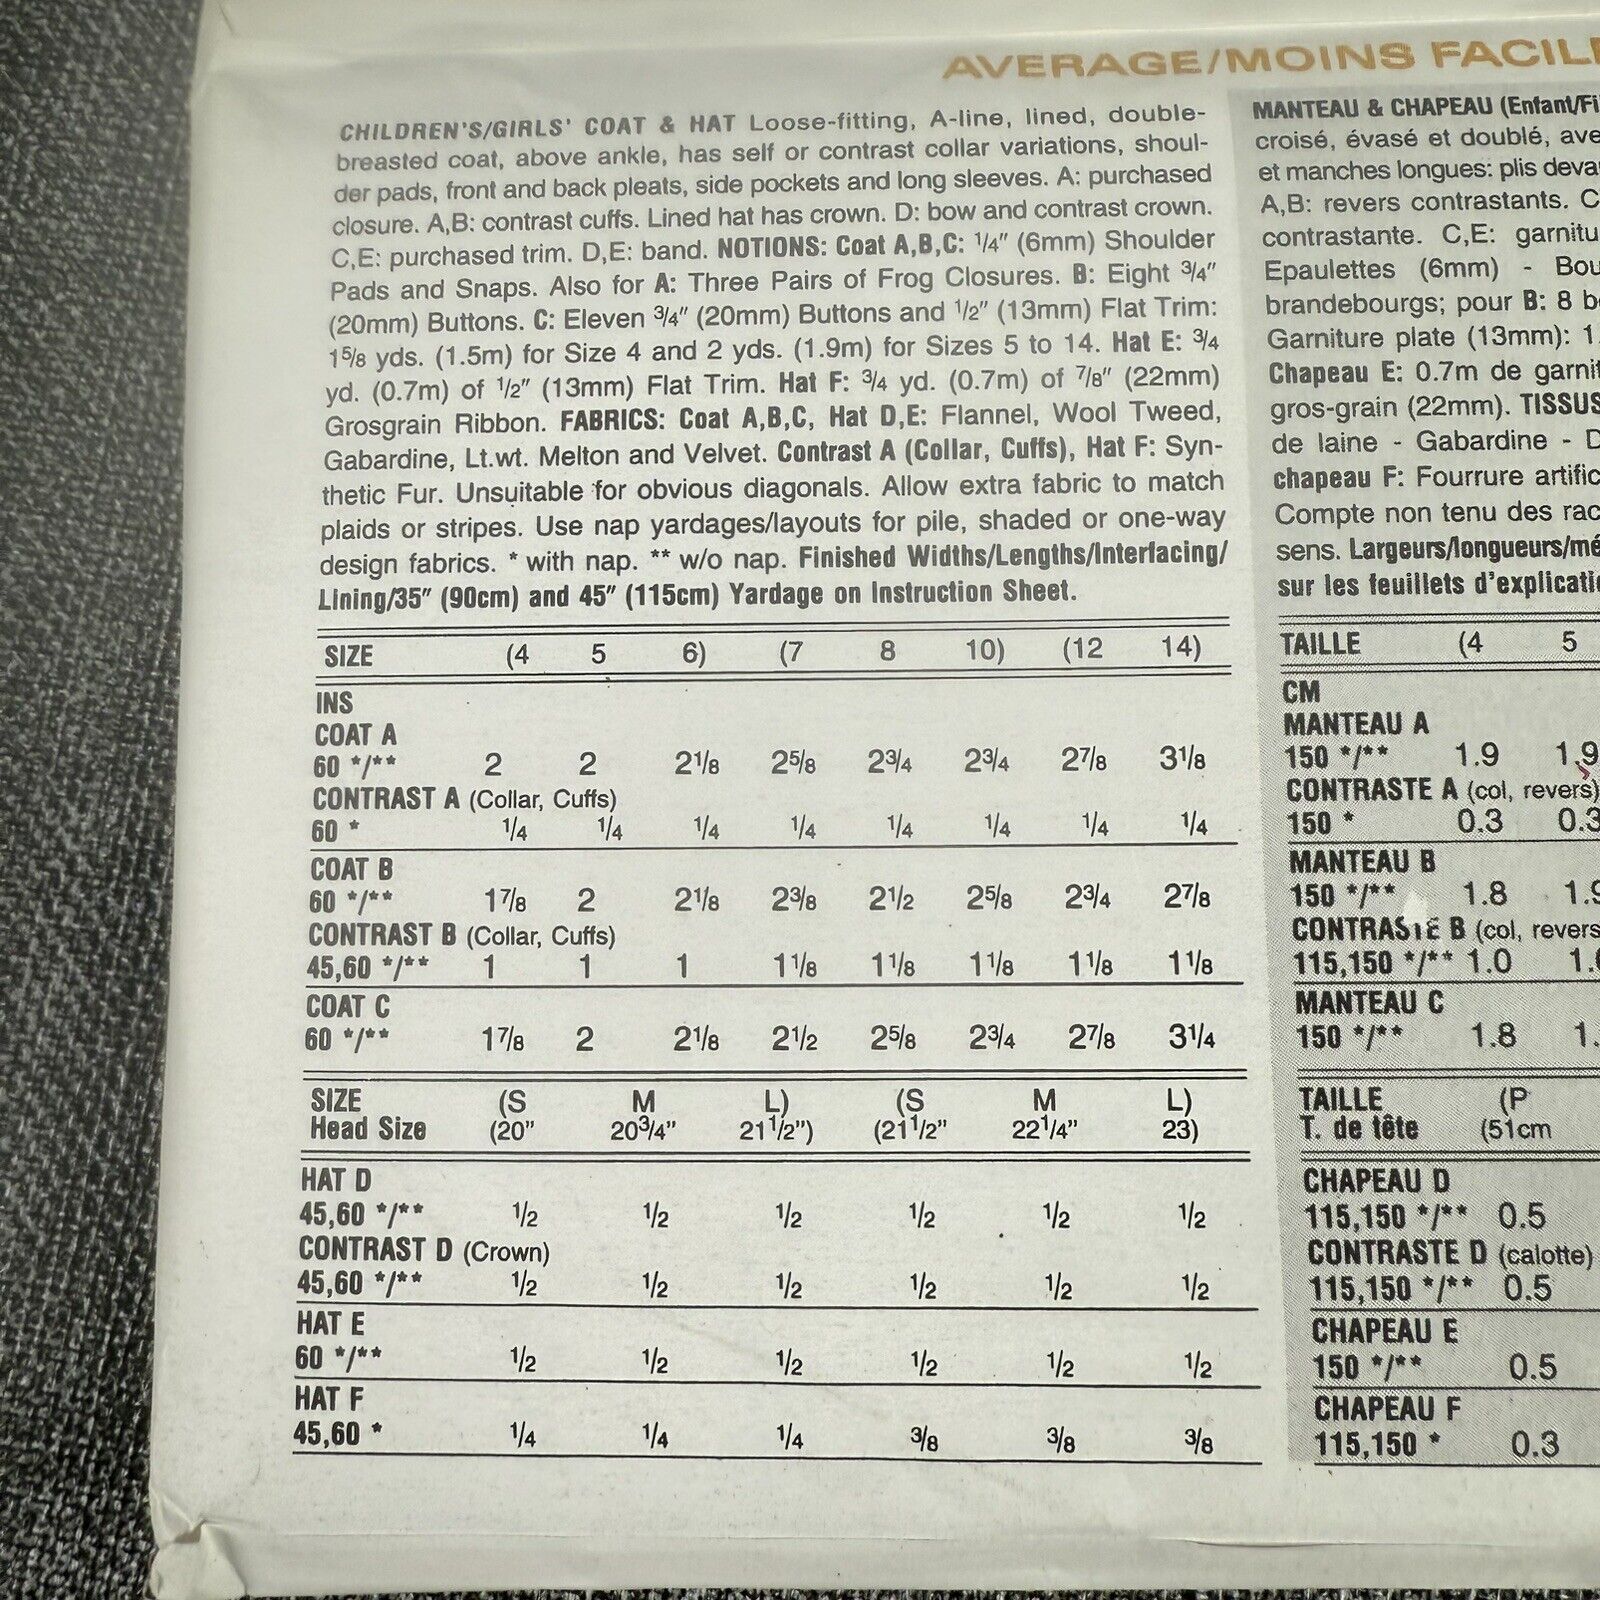 AVERAGE/MOINS FACIL
CHILDREN'S/GIRLS' COAT & HAT Loose-fitting, A-line, lined, double-
breasted coat, above ankle, has self or contrast collar variations, shoul-
der pads, front and back pleats, side pockets and long sleeves. A: purchased
closure. A,B: contrast cuffs. Lined hat has crown. D: bow and contrast crown.
C,E: purchased trim. D,E: band. NOTIONS: Coat A,B,C: 1/4" (6mm) Shoulder
Pads and Snaps. Also for A: Three Pairs of Frog Closures. B: Eight 3/4"
(20mm) Buttons. C: Eleven 3/4" (20mm) Buttons and 1/2" (13mm) Flat Trim:
1 5/8 yds. (1.5m) for Size 4 and 2 yds. (1.9m) for Sizes 5 to 14. Hat E: 3/4
yd. (0.7m) of 1/2" (13mm) Flat Trim. Hat F: 3/4 yd. (0.7m) of 7/8" (22mm)
Grosgrain Ribbon. FABRICS: Coat A,B,C, Hat D,E: Flannel, Wool Tweed,
Gabardine, Lt.wt. Melton and Velvet. Contrast A (Collar, Cuffs), Hat F: Syn-
thetic Fur. Unsuitable for obvious diagonals. Allow extra fabric to match
plaids or stripes. Use nap yardages/layouts for pile, shaded or one-way
design fabrics. * with nap. ** w/o nap. Finished Widths/Lengths/Interfacing/
Lining/35" (90cm) and 45" (115cm) Yardage on Instruction Sheet.
SIZE (4 5 6) (7 8 10) (12 14)
INS
COAT A
60 */** 2 2 2 1/8 2 5/8 2 3/4 2 3/4 2 7/8 3 1/8
CONTRAST A (Collar, Cuffs)
60 * 1/4 1/4 1/4 1/4 1/4 1/4 1/4 1/4
COAT B
60 */** 1 7/8 2 2 1/8 2 3/8 2 1/2 2 5/8 2 3/4 2 7/8
CONTRAST B (Collar, Cuffs)
45,60 */** 1 1 1 1 1/8 1 1/8 1 1/8 1 1/8 1 1/8
COAT C
60 */** 1 7/8 2 2 1/8 2 1/2 2 5/8 2 3/4 2 7/8 3 1/4
SIZE (S M L) (S M L)
Head Size (20" 20 3/4" 21 1/2") (21 1/2" 22 1/4" 23)
HAT D
45,60 */** 1/2 1/2 1/2 1/2 1/2 1/2
CONTRAST D (Crown)
45,60 */** 1/2 1/2 1/2 1/2 1/2 1/2
HAT E
60 */** 1/2 1/2 1/2 1/2 1/2 1/2
HAT F
45,60 * 1/4 1/4 1/4 3/8 3/8 3/8
MANTEAU & CHAPEAU (Enfant/Fi
croisé, évasé et doublé, ave
et manches longues: plis deva
A,B: revers contrastants. C
contrastante. C,E: garnitu
Epaulettes (6mm) - Bou
brandebourgs; pour B: 8 b
Garniture plate (13mm): 1
Chapeau E: 0.7m de garnit
gros-grain (22mm). TISSUS
de laine - Gabardine - D
chapeau F: Fourrure artific
Compte non tenu des rac
sens. Largeurs/longueurs/mé
sur les feuillets d'explicati
TAILLE (4 5
CM
MANTEAU A
150 */** 1.9 1.9
CONTRASTE A (col, revers)
150 * 0.3 0.3
MANTEAU B
150 */** 1.8 1.9
CONTRASTE B (col, revers
115,150 */** 1.0 1.
MANTEAU C
150 */** 1.8 1.
TAILLE (P
T. de tête (51cm
CHAPEAU D
115,150 */** 0.5
CONTRASTE D (calotte)
115,150 */** 0.5
CHAPEAU E
150 */** 0.5
CHAPEAU F
115,150 * 0.3